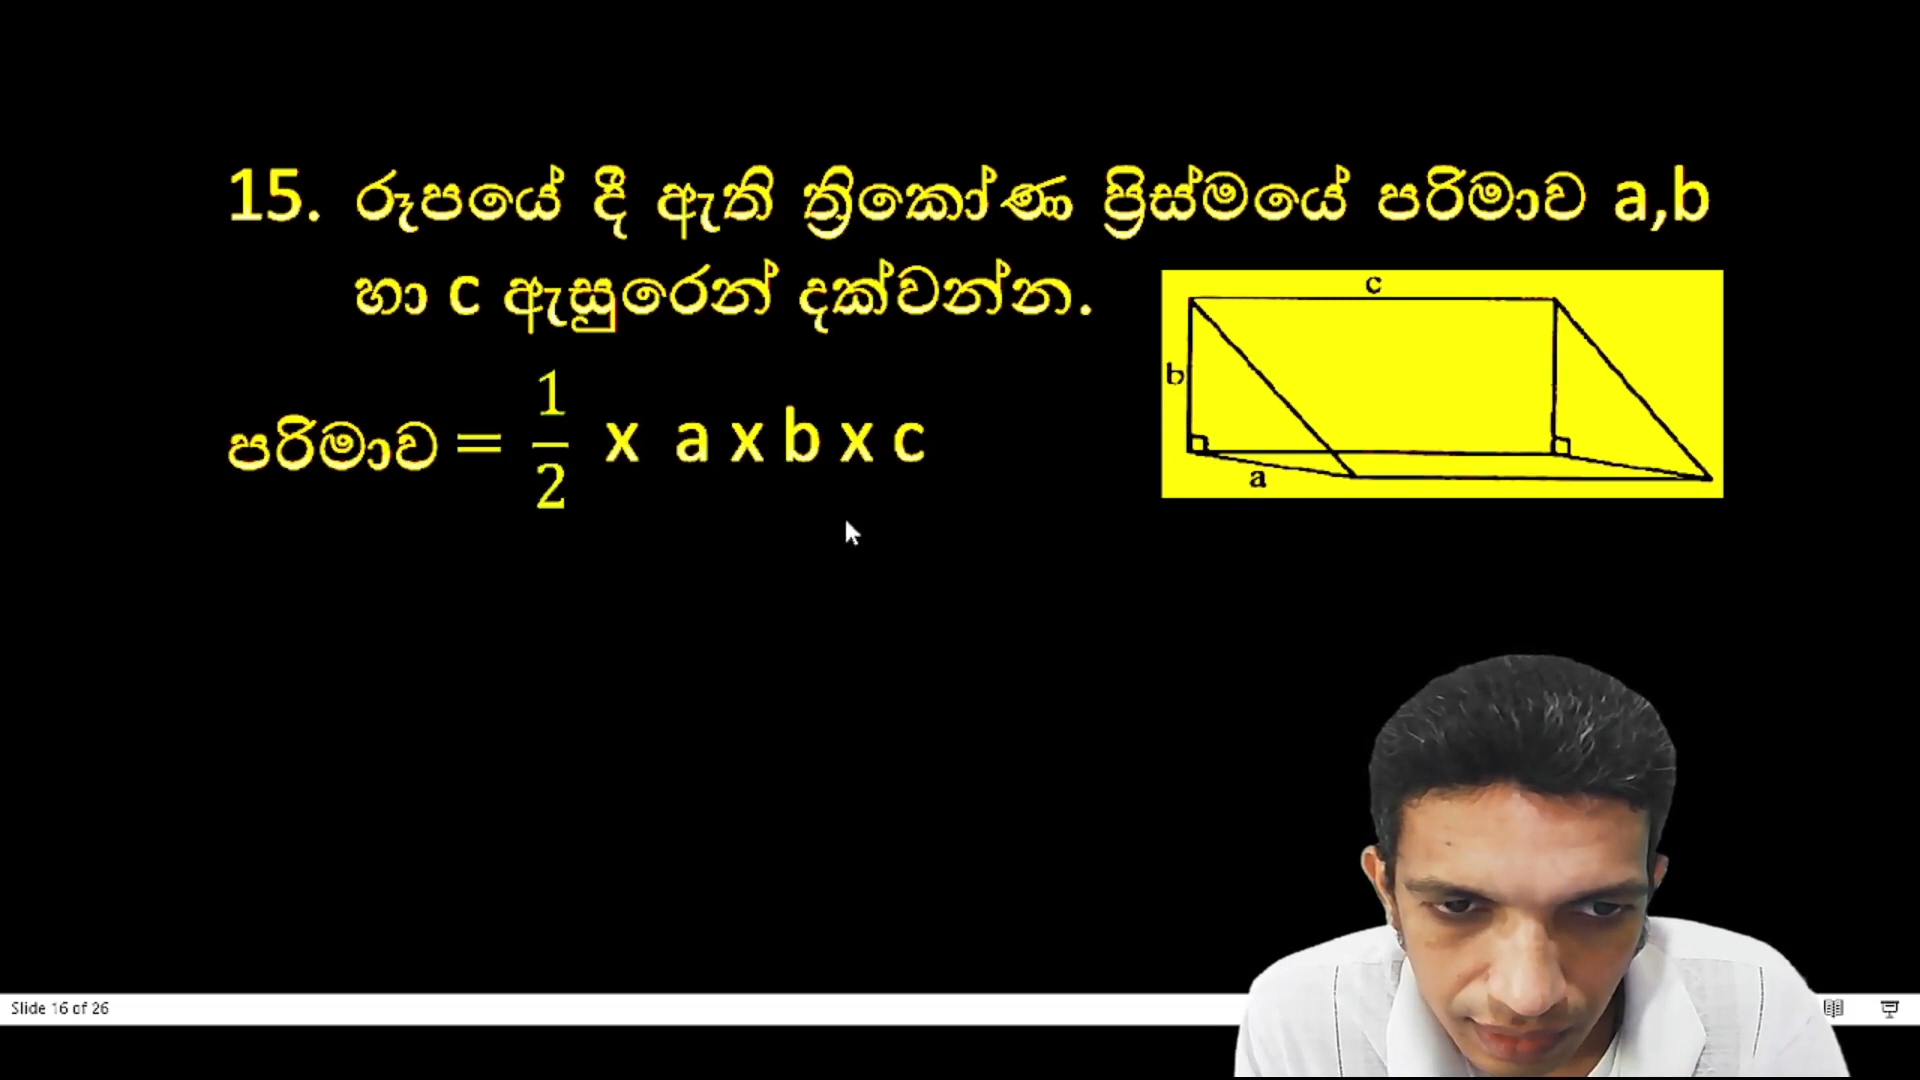 15. රූපයේ දී ඇති ත්‍රිකෝණ ප්‍රිස්මයේ පරිමාව a,b
හා c ඇසුරෙන් දක්වන්න.
පරිමාව = 1/2 x a x b x c
c
b
a
Slide 16 of 26